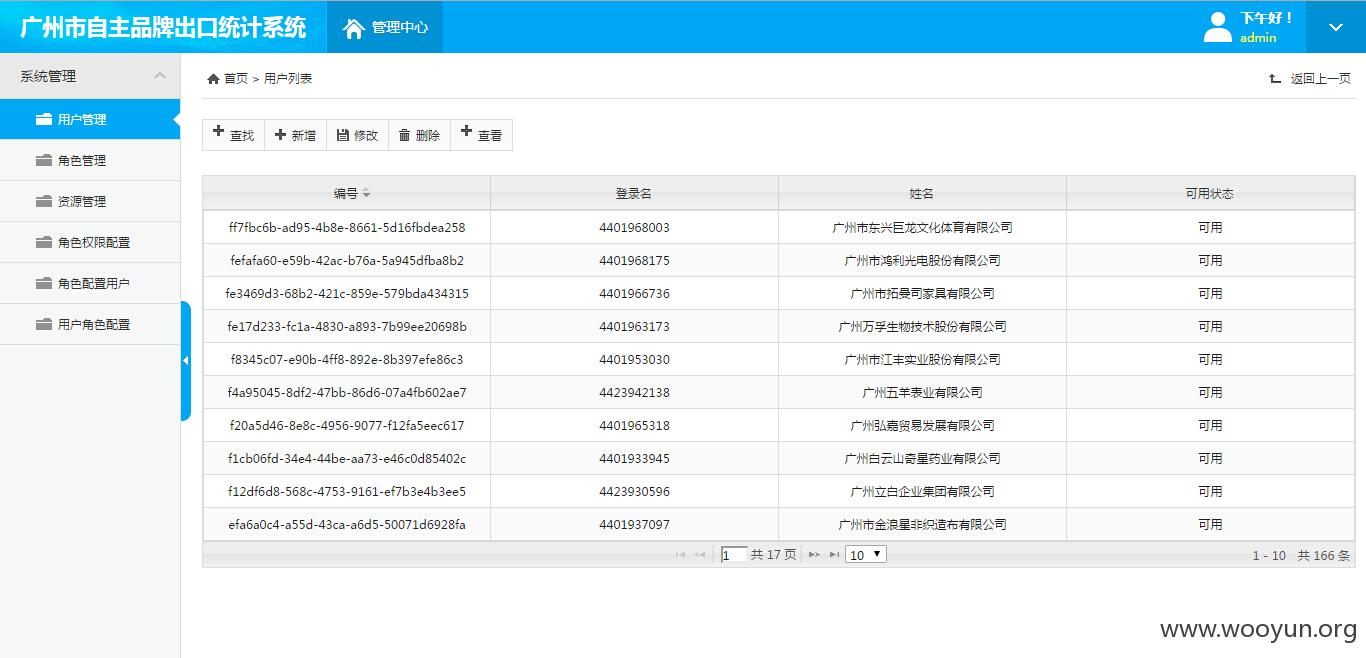 广州市自主品牌出口统计系统 管理中心 下午好！
admin
系统管理
用户管理
角色管理
资源管理
角色权限配置
角色配置用户
用户角色配置
首页 > 用户列表 返回上一页
查找 新增 修改 删除 查看
编号 登录名 姓名 可用状态
ff7fbc6b-ad95-4b8e-8661-5d16fbdea258 4401968003 广州市东兴巨龙文化体育有限公司 可用
fefafa60-e59b-42ac-b76a-5a945dfba8b2 4401968175 广州市鸿利光电股份有限公司 可用
fe3469d3-68b2-421c-859e-579bda434315 4401966736 广州市拓曼司家具有限公司 可用
fe17d233-fc1a-4830-a893-7b99ee20698b 4401963173 广州万孚生物技术股份有限公司 可用
f8345c07-e90b-4ff8-892e-8b397efe86c3 4401953030 广州市江丰实业股份有限公司 可用
f4a95045-8df2-47bb-86d6-07a4fb602ae7 4423942138 广州五羊表业有限公司 可用
f20a5d46-8e8c-4956-9077-f12fa5eec617 4401965318 广州弘嘉贸易发展有限公司 可用
f1cb06fd-34e4-44be-aa73-e46c0d85402c 4401933945 广州白云山奇星药业有限公司 可用
f12df6d8-568c-4753-9161-ef7b3e4b3ee5 4423930596 广州立白企业集团有限公司 可用
efa6a0c4-a55d-43ca-a6d5-50071d6928fa 4401937097 广州市金浪星非织造布有限公司 可用
1 共 17 页 10 1 - 10 共 166 条
www.wooyun.org